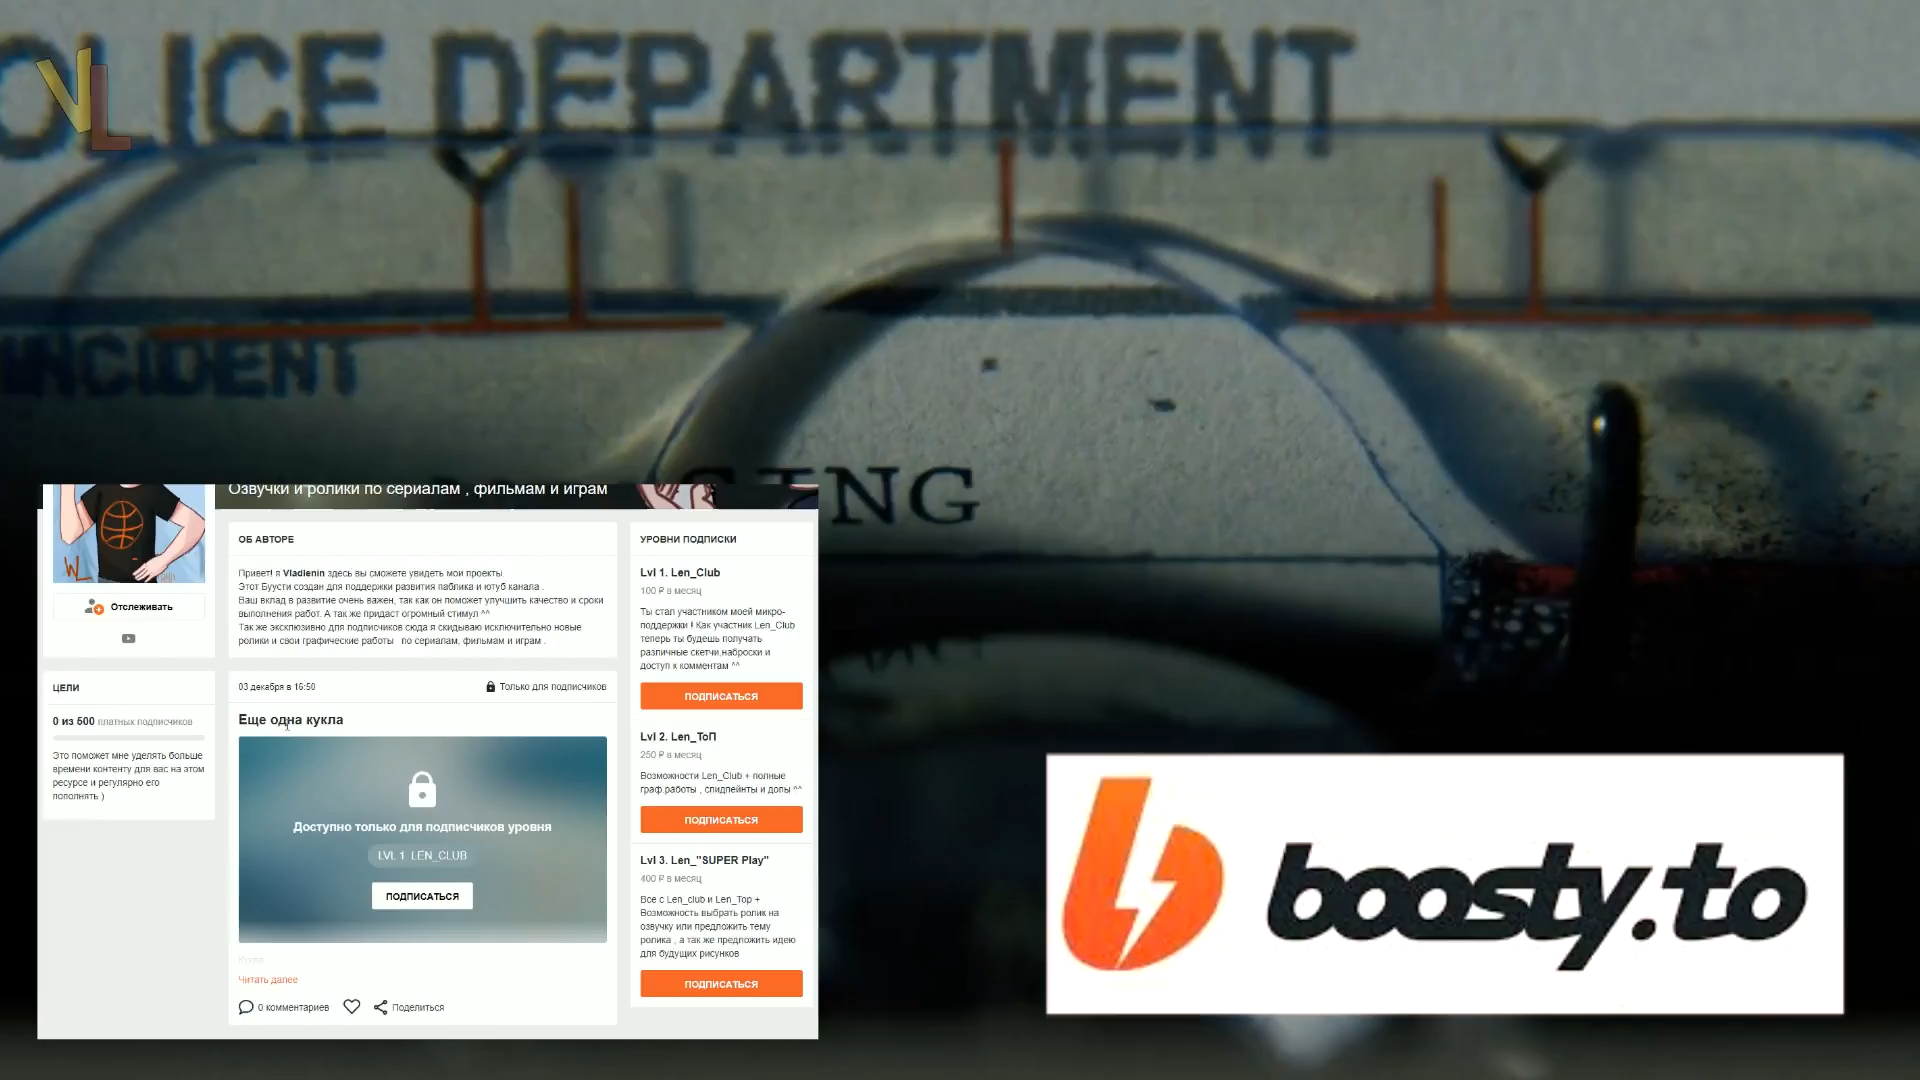 POLICE DEPARTMENT
VL
INCIDENT
Озвучки и ролики по сериалам , фильмам и играм
Отслеживать
ЦЕЛИ
0 из 500 платных подписчиков
Это поможет мне уделять больше
времени контенту для вас на этом
ресурсе и регулярно его
пополнять )
ОБ АВТОРЕ
Привет! я Vladlenin здесь вы сможете увидеть мои проекты
Этот Буусти создан для поддержки развития паблика и ютуб канала .
Ваш вклад в развитие очень важен, так как он поможет улучшить качество и сроки
выполнения работ. А так же придаст огромный стимул ^^
Так же эксклюзивно для подписчиков сюда я скидываю исключительно новые
ролики и свои графические работы по сериалам, фильмам и играм .
03 декабря в 16:50
Только для подписчиков
Еще одна кукла
Доступно только для подписчиков уровня
LVL 1 LEN_CLUB
ПОДПИСАТЬСЯ
Кукла
Читать далее
0 комментариев
Поделиться
УРОВНИ ПОДПИСКИ
Lvl 1. Len_Club
100 ₽ в месяц
Ты стал участником моей микро-
поддержки ! Как участник Len_Club
теперь ты будешь получать
различные скетчи,наброски и
доступ к комментам ^^
ПОДПИСАТЬСЯ
Lvl 2. Len_ТоП
250 ₽ в месяц
Возможности Len_Club + полные
граф.работы , спидпейнты и допы ^^
ПОДПИСАТЬСЯ
Lvl 3. Len_"SUPER Play"
400 ₽ в месяц
Все с Len_club и Len_Top +
Возможность выбрать ролик на
озвучку или предложить тему
ролика , а так же предложить идею
для будущих рисунков
ПОДПИСАТЬСЯ
boosty.to